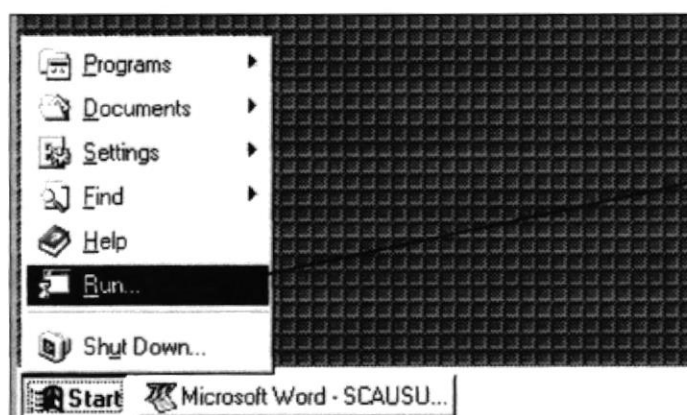 Programs
Documents
Settings
Find
Help
Run...
Shut Down...
Start Microsoft Word - SCAUSU...